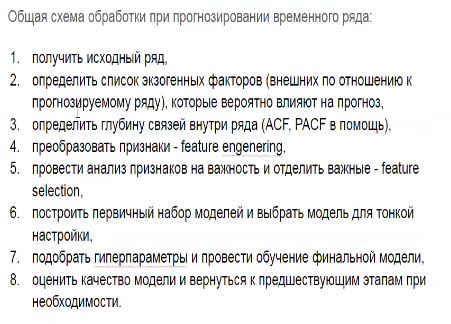 Общая схема обработки при прогнозировании временного ряда:
1. получить исходный ряд,
2. определить список экзогенных факторов (внешних по отношению к
прогнозируемому ряду), которые вероятно влияют на прогноз,
3. определить глубину связей внутри ряда (ACF, PACF в помощь),
4. преобразовать признаки - feature engenering,
5. провести анализ признаков на важность и отделить важные - feature
selection,
6. построить первичный набор моделей и выбрать модель для тонкой
настройки,
7. подобрать гиперпараметры и провести обучение финальной модели,
8. оценить качество модели и вернуться к предшествующим этапам при
необходимости.